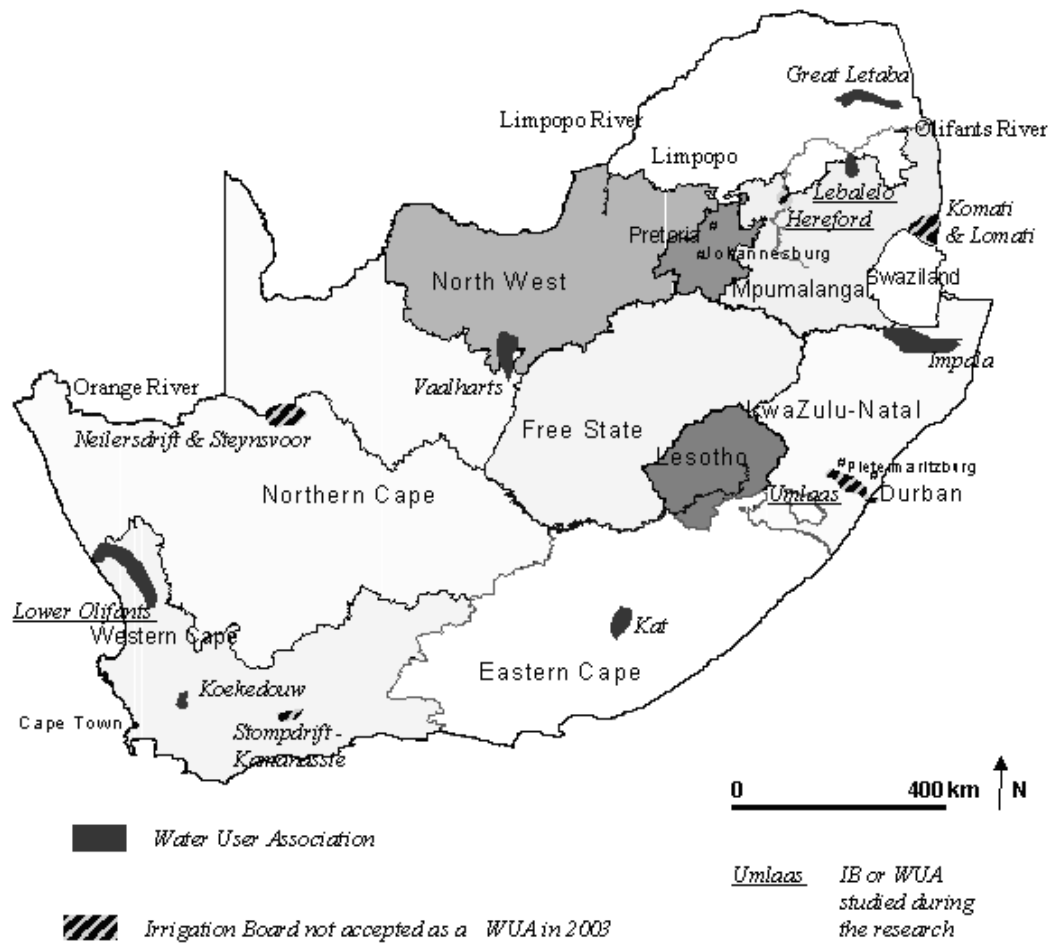 Great Letaba
Limpopo River
Olifants River
Limpopo
Lebalelo
Hereford
Komati
& Lomati
Pretoria #
#Johannesburg
Swaziland
North West
Mpumalangal
Impala
Orange River
Vaalharts
KwaZulu-Natal
Neilersdrift & Steynsvoor
Free State
Lesotho
#Pietermaritzburg
#
Northern Cape
Umlaas
Durban
Lower Olifants
Western Cape
Kat
Eastern Cape
Koekedouw
Cape Town
Stompdrift -
Kamanasste
0 400 km N
Water User Association
Umlaas IB or WUA
studied during
the research
Irrigation Board not accepted as a WUA in 2003